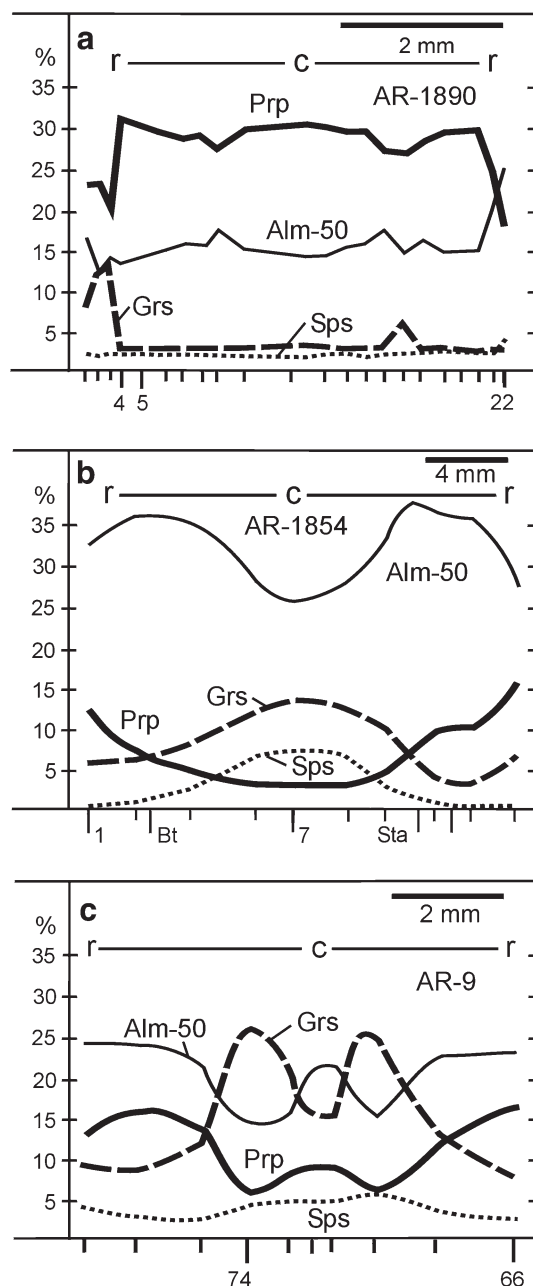 a
2 mm
%
r c r
35
Prp AR-1890
30
25
20
Alm-50
15
10
Grs Sps
5
4 5 22
b
4 mm
%
r c r
35
AR-1854
30
Alm-50
25
20
15
Prp Grs
10
5
Sps
1 Bt 7 Sta
c
2 mm
%
r c r
35
AR-9
30
Alm-50 Grs
25
20
15
10
Prp
5
Sps
74 66